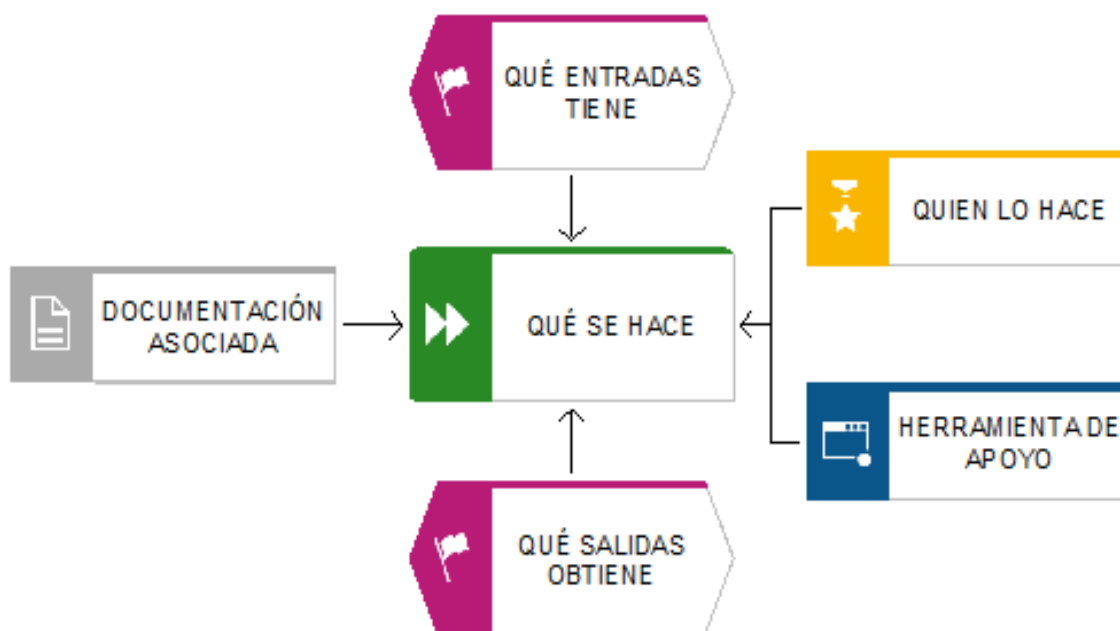 QUÉ ENTRADAS
TIENE
QUIEN LO HACE
DOCUMENTACIÓN
ASOCIADA
QUÉ SE HACE
HERRAMIENTA DE
APOYO
QUÉ SALIDAS
OBTIENE